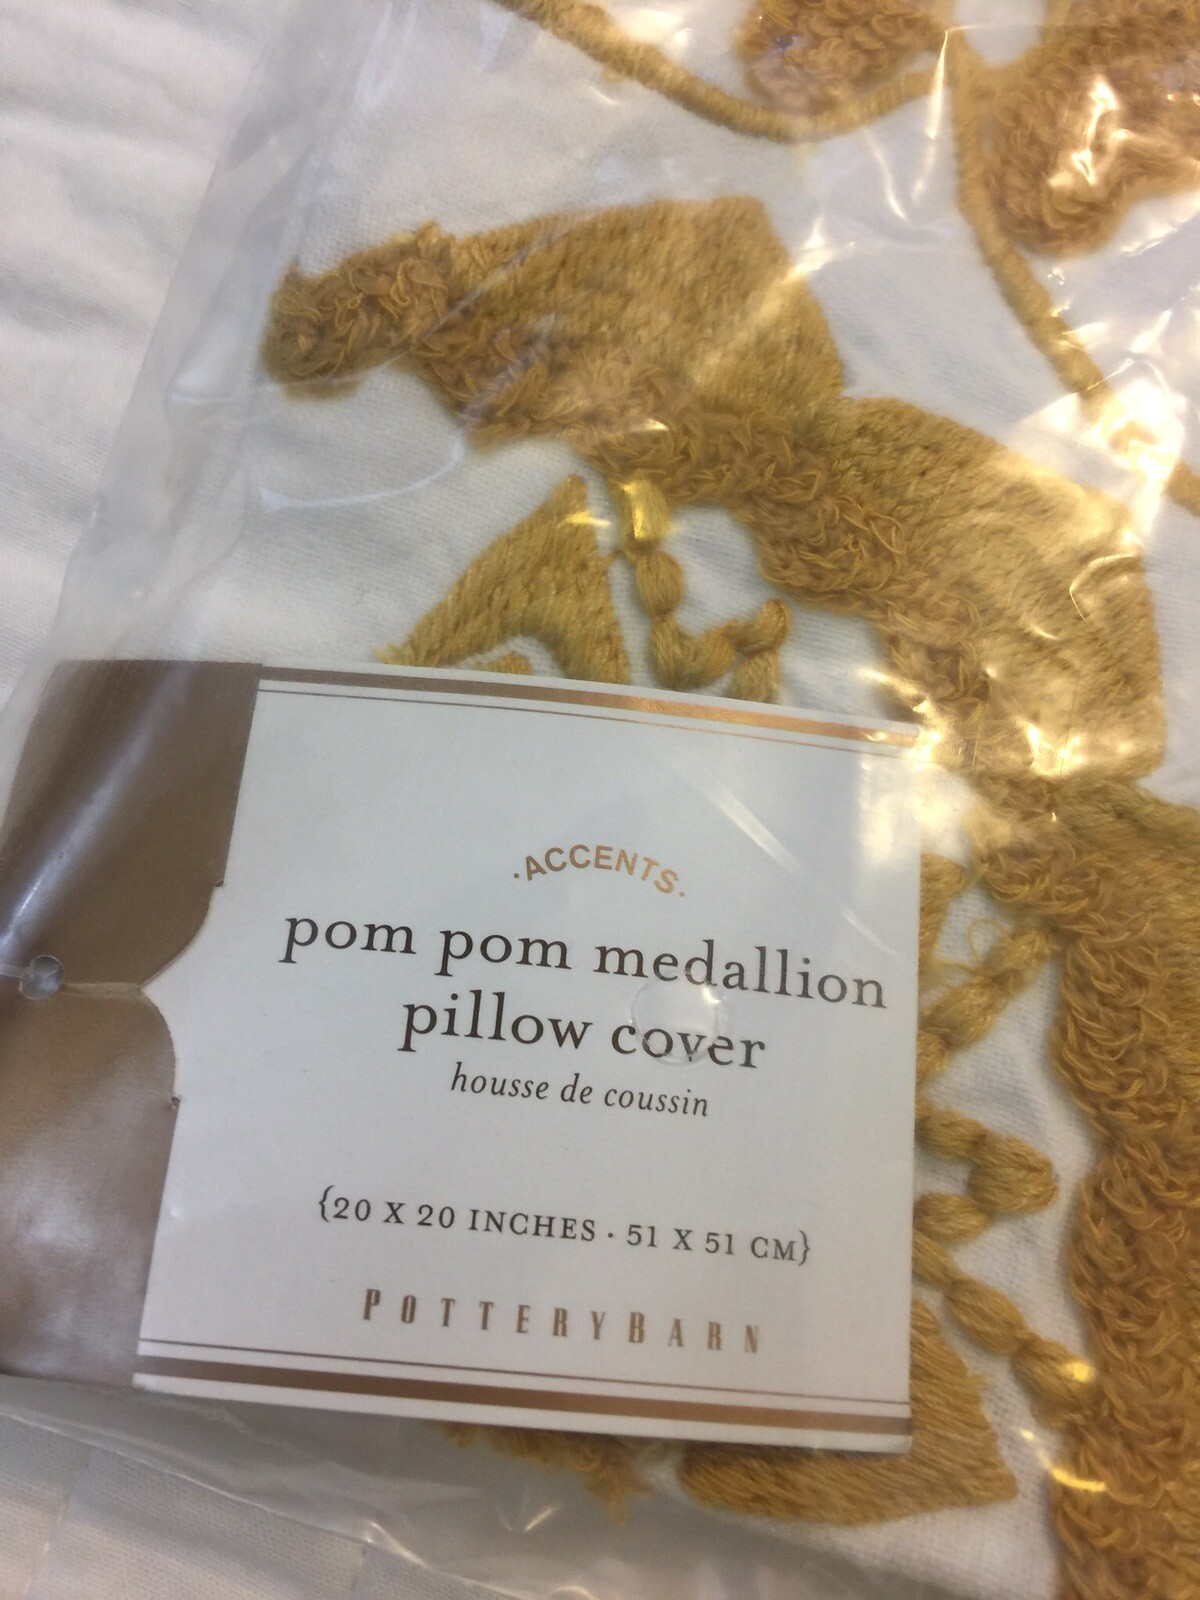 ·ACCENTS·
pom pom medallion
pillow cover
housse de coussin
{20 X 20 INCHES · 51 X 51 CM}
POTTERYBARN